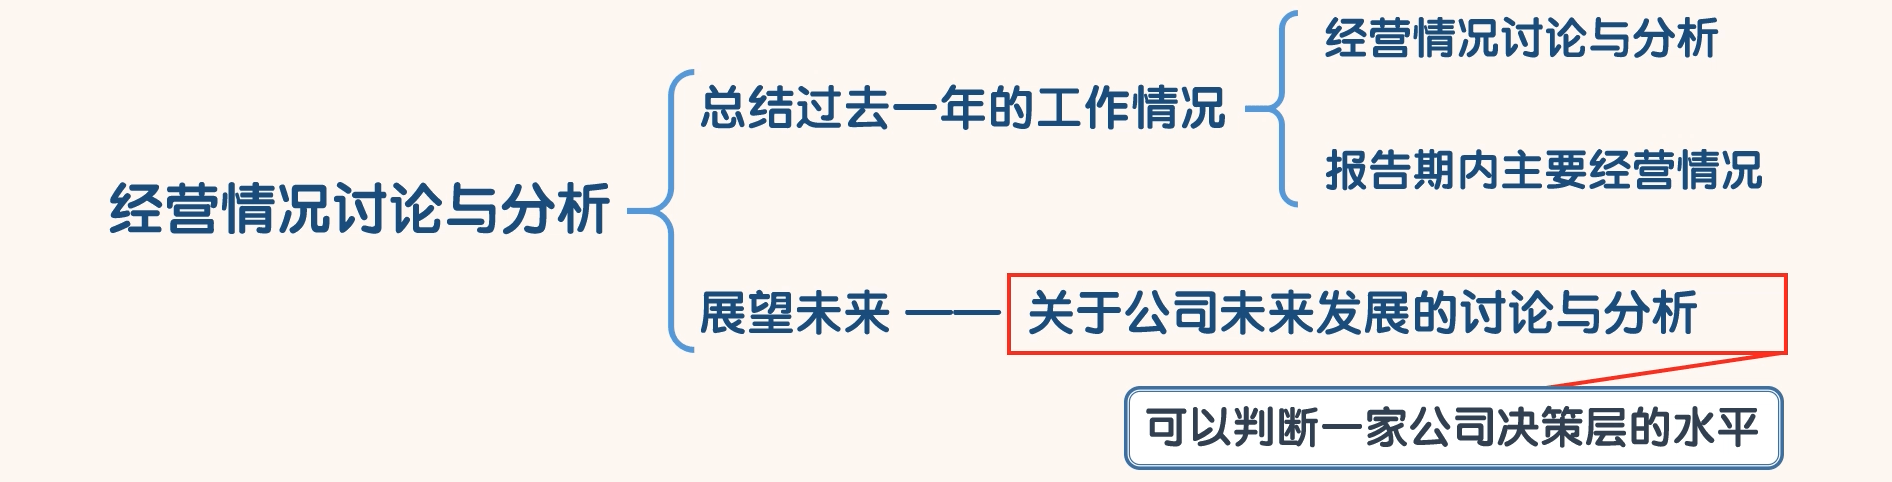 经营情况讨论与分析
总结过去一年的工作情况
经营情况讨论与分析
报告期内主要经营情况
展望未来 —— 关于公司未来发展的讨论与分析
可以判断一家公司决策层的水平